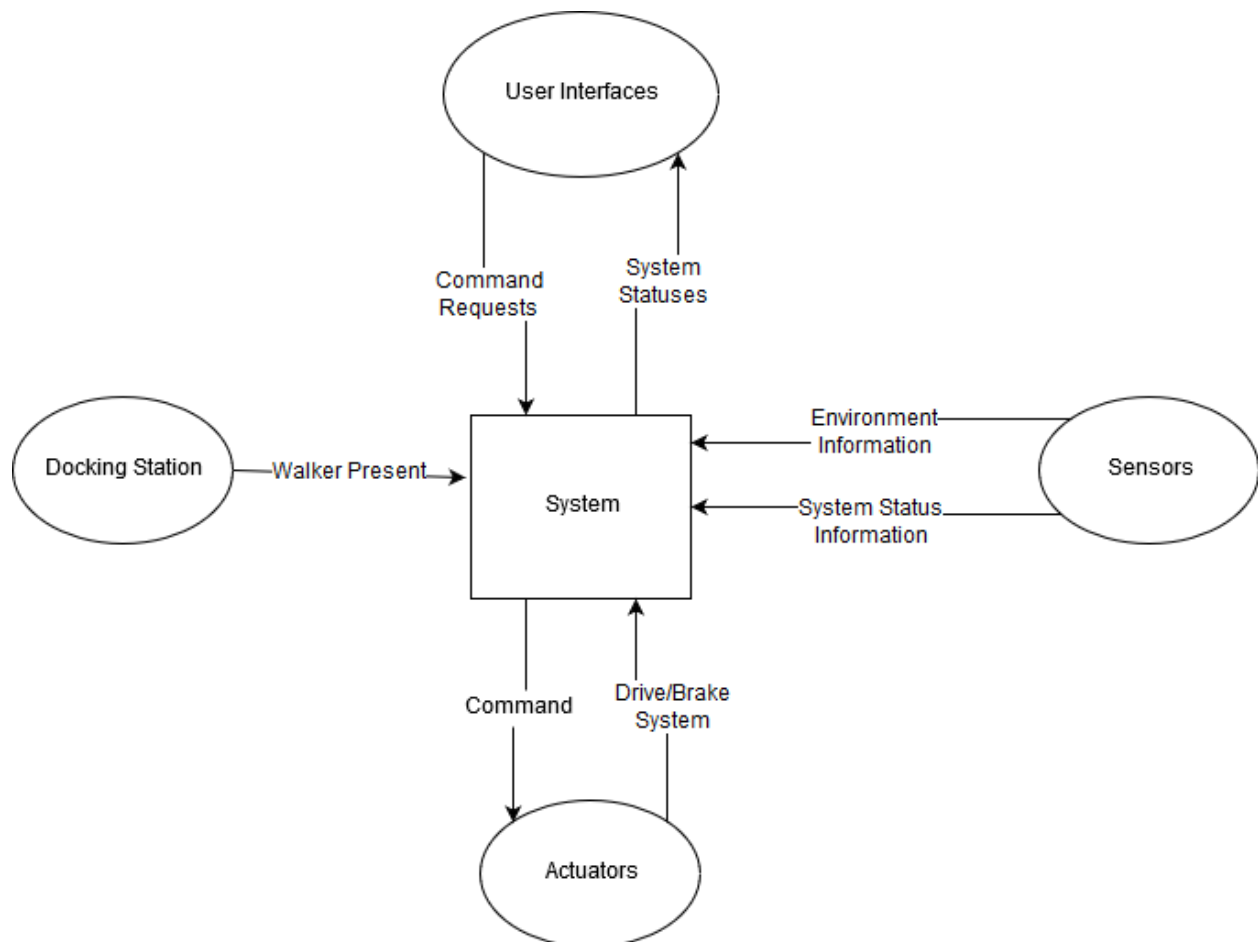 User Interfaces
Command
Requests
System
Statuses
Environment
Information
Docking Station
Walker Present
System
Sensors
System Status
Information
Command
Drive/Brake
System
Actuators